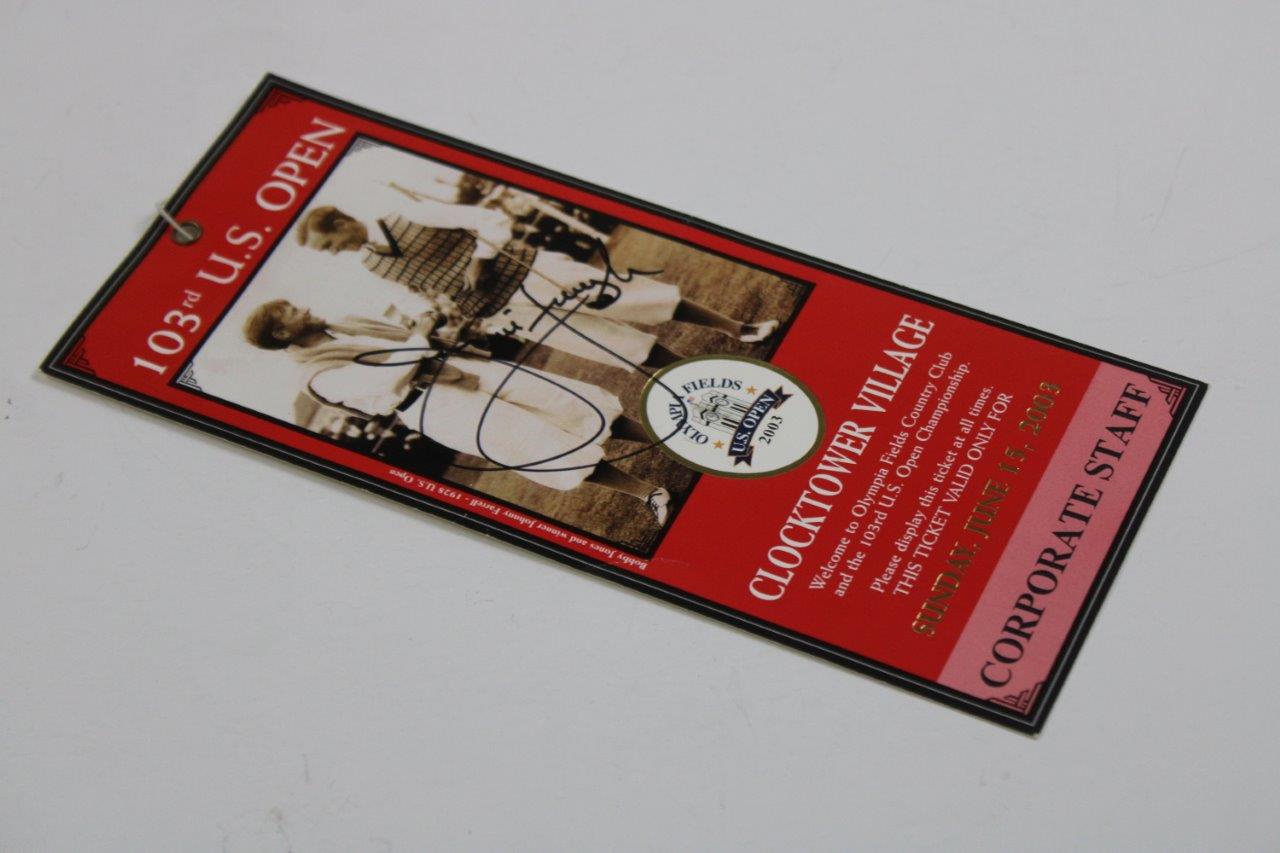 103rd U.S. OPEN
Bobby Jones and winner Johnny Farrell - 1928 U.S. Open
OLYMPIA FIELDS
U.S. OPEN
2003
CLOCKTOWER VILLAGE
Welcome to Olympia Fields Country Club
and the 103rd U.S. Open Championship.
Please display this ticket at all times.
THIS TICKET VALID ONLY FOR
SUNDAY, JUNE 15, 2003
CORPORATE STAFF